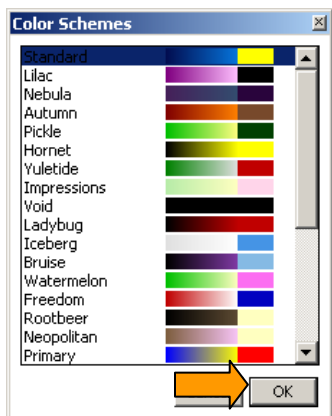 Color Schemes
Standard
Lilac
Nebula
Autumn
Pickle
Hornet
Yuletide
Impressions
Void
Ladybug
Iceberg
Bruise
Watermelon
Freedom
Rootbeer
Neopolitan
Primary
OK